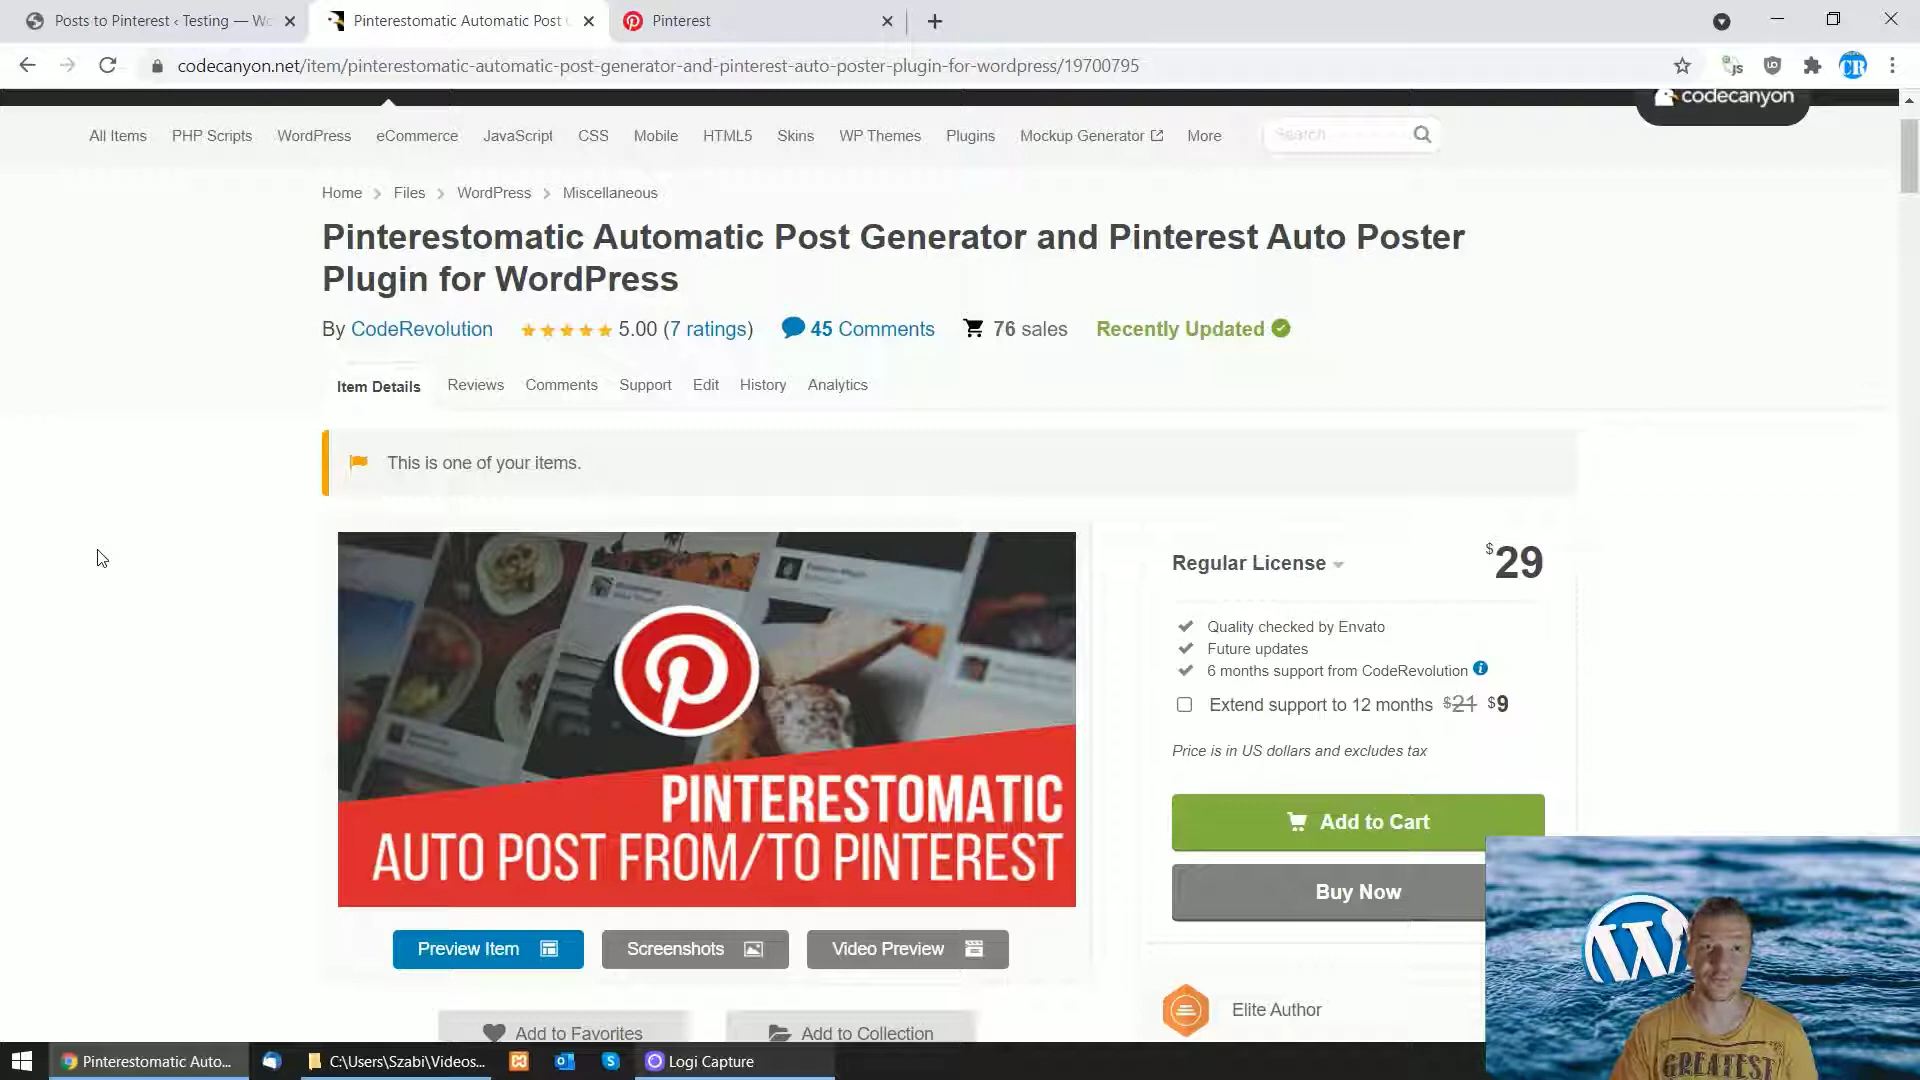 Posts to Pinterest ‹ Testing — Wo
Pinterestomatic Automatic Post G
Pinterest
codecanyon.net/item/pinterestomatic-automatic-post-generator-and-pinterest-auto-poster-plugin-for-wordpress/19700795
JS
CR
codecanyon
All Items PHP Scripts WordPress eCommerce JavaScript CSS Mobile HTML5 Skins WP Themes Plugins Mockup Generator More
Search
Home Files WordPress Miscellaneous
Pinterestomatic Automatic Post Generator and Pinterest Auto Poster
Plugin for WordPress
By CodeRevolution 5.00 (7 ratings) 45 Comments 76 sales Recently Updated
Item Details Reviews Comments Support Edit History Analytics
This is one of your items.
Regular License $29
Quality checked by Envato
Future updates
6 months support from CodeRevolution
Extend support to 12 months $21 $9
Price is in US dollars and excludes tax
PINTERESTOMATIC
AUTO POST FROM/TO PINTEREST
Add to Cart
Buy Now
Preview Item Screenshots Video Preview
Elite Author
Add to Favorites Add to Collection
GREATEST
Pinterestomatic Auto... C:\Users\Szabi\Videos... Logi Capture